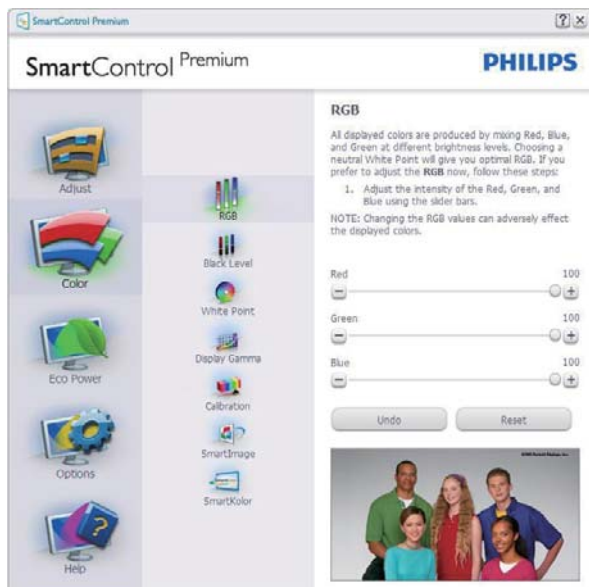 SmartControl Premium
SmartControl Premium
PHILIPS
Adjust
Color
Eco Power
Options
Help
RGB
Black Level
White Point
Display Gamma
Calibration
SmartImage
SmartKolor
RGB
All displayed colors are produced by mixing Red, Blue,
and Green at different brightness levels. Choosing a
neutral White Point will give you optimal RGB. If you
prefer to adjust the RGB now, follow these steps:
1. Adjust the intensity of the Red, Green, and
Blue using the slider bars.
NOTE: Changing the RGB values can adversely effect
the displayed colors.
Red 100
Green 100
Blue 100
Undo Reset